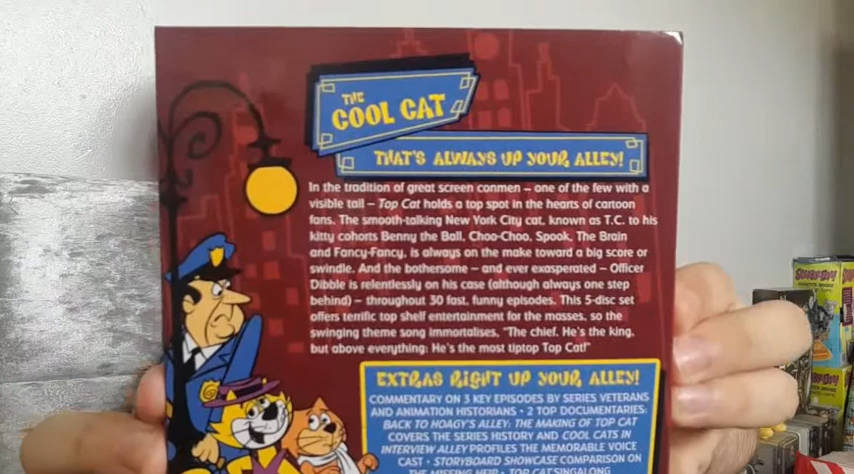 THE
COOL CAT
THAT'S ALWAYS UP YOUR ALLEY!
In the tradition of great screen conmen – one of the few with a
visible tail – Top Cat holds a top spot in the hearts of cartoon
fans. The smooth-talking New York City cat, known as T.C. to his
kitty cohorts Benny the Ball, Choo-Choo, Spook, The Brain
and Fancy-Fancy, is always on the make toward a big score or
swindle. And the bothersome – and ever exasperated – Officer
Dibble is relentlessly on his case (although always one step
behind) – throughout 30 fast, funny episodes. This 5-disc set
offers terrific top shelf entertainment for the masses, so the
swinging theme song immortalises, "The chief. He's the king,
but above everything: He's the most tiptop Top Cat!"
EXTRAS RIGHT UP YOUR ALLEY!
COMMENTARY ON 3 KEY EPISODES BY SERIES VETERANS
AND ANIMATION HISTORIANS • 2 TOP DOCUMENTARIES:
BACK TO HOAGY'S ALLEY: THE MAKING OF TOP CAT
COVERS THE SERIES HISTORY AND COOL CATS IN
INTERVIEW ALLEY PROFILES THE MEMORABLE VOICE
CAST • STORYBOARD SHOWCASE COMPARISON ON
THE MISSING HEIR • TOP CAT SINGALONG
SCOOBY-DOO!